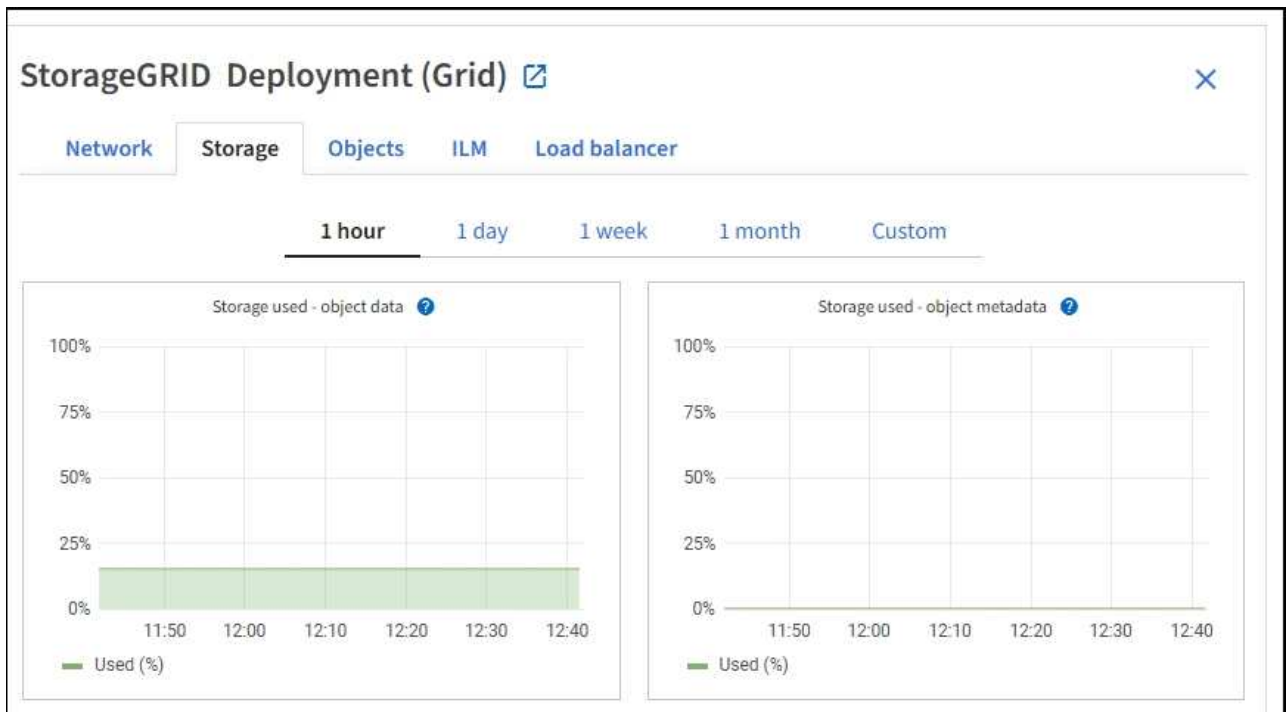 StorageGRID Deployment (Grid)
Network Storage Objects ILM Load balancer
1 hour 1 day 1 week 1 month Custom
Storage used - object data ?
100%
75%
50%
25%
0%
11:50 12:00 12:10 12:20 12:30 12:40
Used (%)
Storage used - object metadata ?
100%
75%
50%
25%
0%
11:50 12:00 12:10 12:20 12:30 12:40
Used (%)